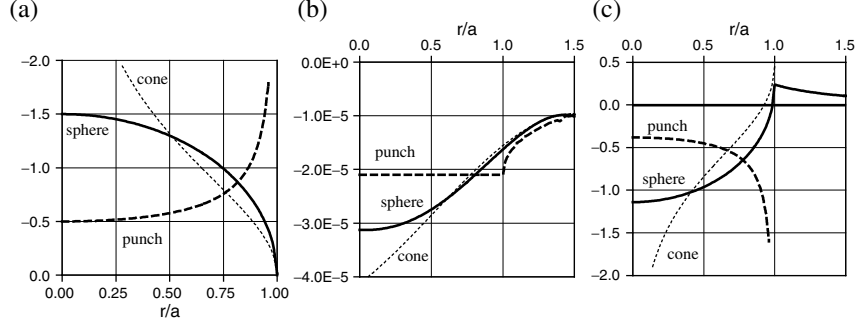 (a)
−2.0
−1.5
−1.0
−0.5
0.0
0.00 0.25 0.50 0.75 1.00
r/a
cone
sphere
punch
(b)
r/a
0.0 0.5 1.0 1.5
0.0E+0
−1.0E−5
−2.0E−5
−3.0E−5
−4.0E−5
punch
sphere
cone
(c)
r/a
0.0 0.5 1.0 1.5
0.5
0.0
−0.5
−1.0
−1.5
−2.0
punch
sphere
cone